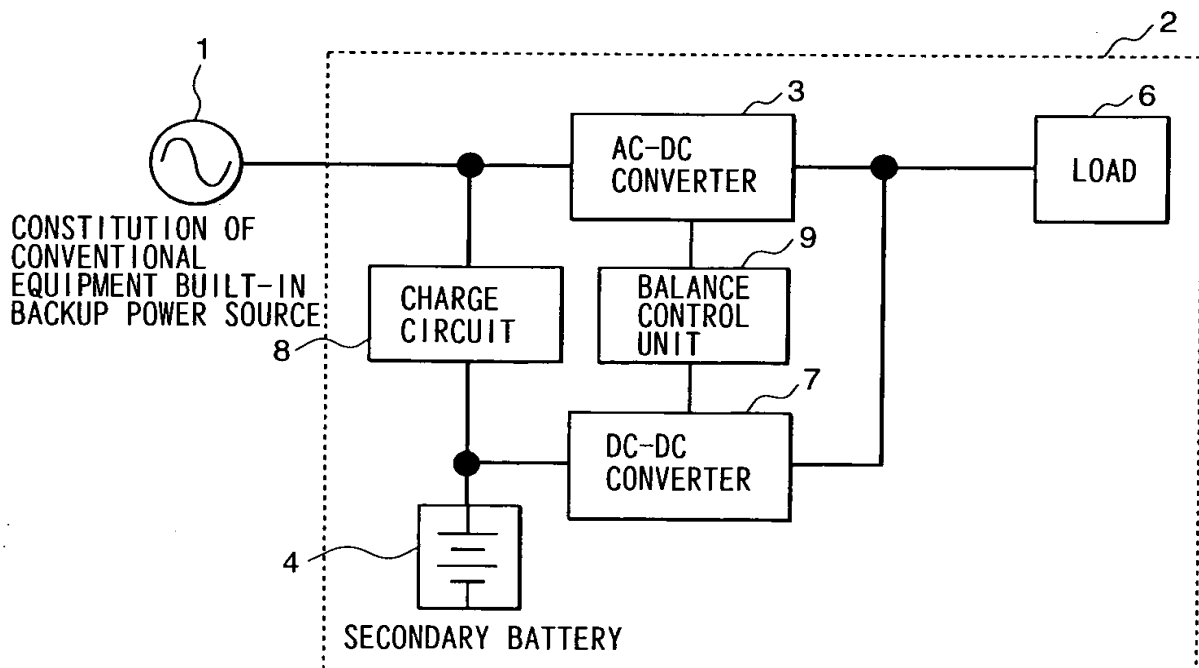 1
2
3
6
AC-DC
CONVERTER
LOAD
CONSTITUTION OF
CONVENTIONAL
EQUIPMENT BUILT-IN
BACKUP POWER SOURCE
9
CHARGE
CIRCUIT
8
BALANCE
CONTROL
UNIT
7
DC-DC
CONVERTER
4
SECONDARY BATTERY